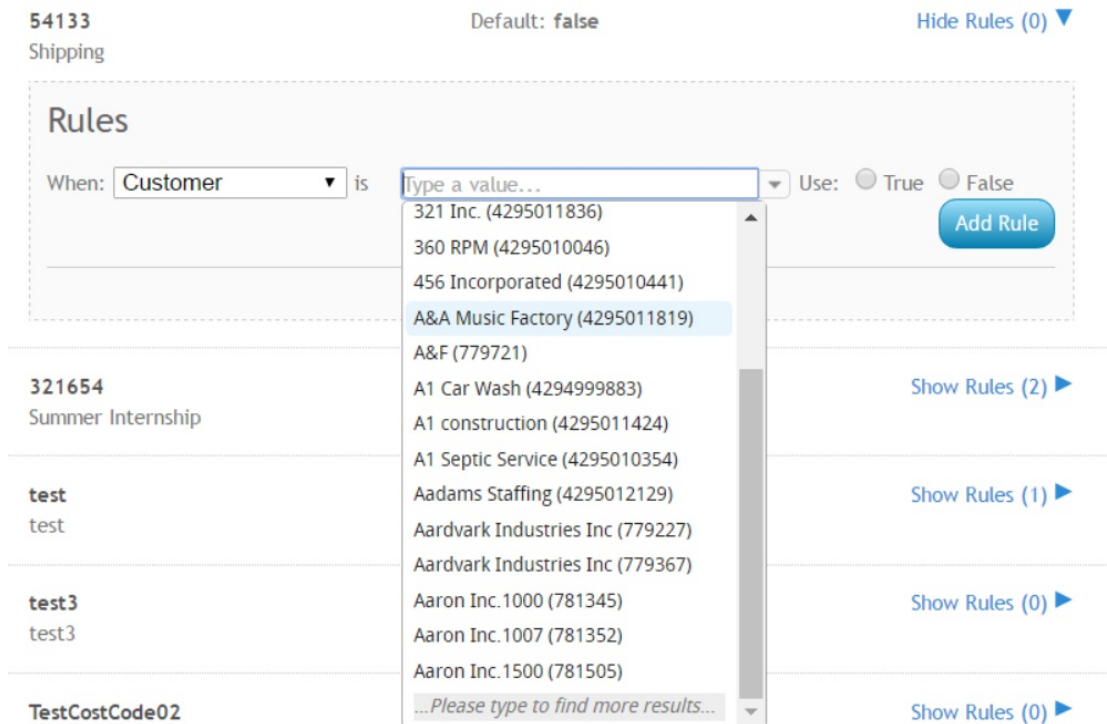 54133 Default: false Hide Rules (0)
Shipping
Rules
When: Customer is Type a value... Use: True False
Add Rule
321 Inc. (4295011836)
360 RPM (4295010046)
456 Incorporated (4295010441)
A&A Music Factory (4295011819)
A&F (779721)
A1 Car Wash (4294999883)
A1 construction (4295011424)
A1 Septic Service (4295010354)
Aadams Staffing (4295012129)
Aardvark Industries Inc (779227)
Aardvark Industries Inc (779367)
Aaron Inc.1000 (781345)
Aaron Inc.1007 (781352)
Aaron Inc.1500 (781505)
...Please type to find more results...
321654 Show Rules (2)
Summer Internship
test Show Rules (1)
test
test3 Show Rules (0)
test3
TestCostCode02 Show Rules (0)